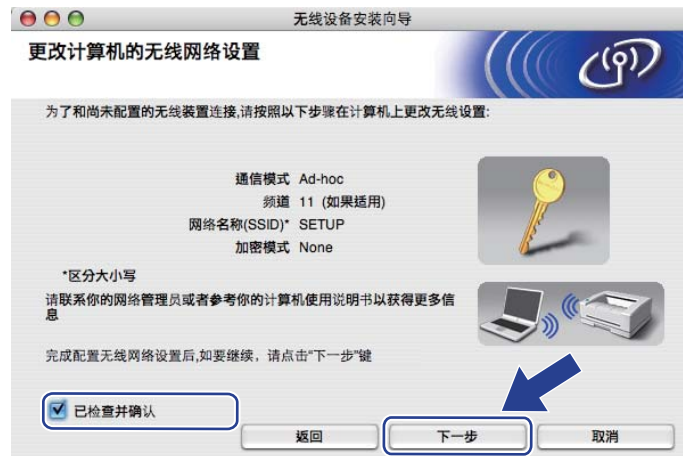 无线设备安装向导
更改计算机的无线网络设置
为了和尚未配置的无线装置连接,请按照以下步骤在计算机上更改无线设置:
通信模式 Ad-hoc
频道 11 (如果适用)
网络名称(SSID)* SETUP
加密模式 None
*区分大小写
请联系你的网络管理员或者参考你的计算机使用说明书以获得更多信
息
完成配置无线网络设置后,如要继续，请点击"下一步"键
已检查并确认
返回 下一步 取消